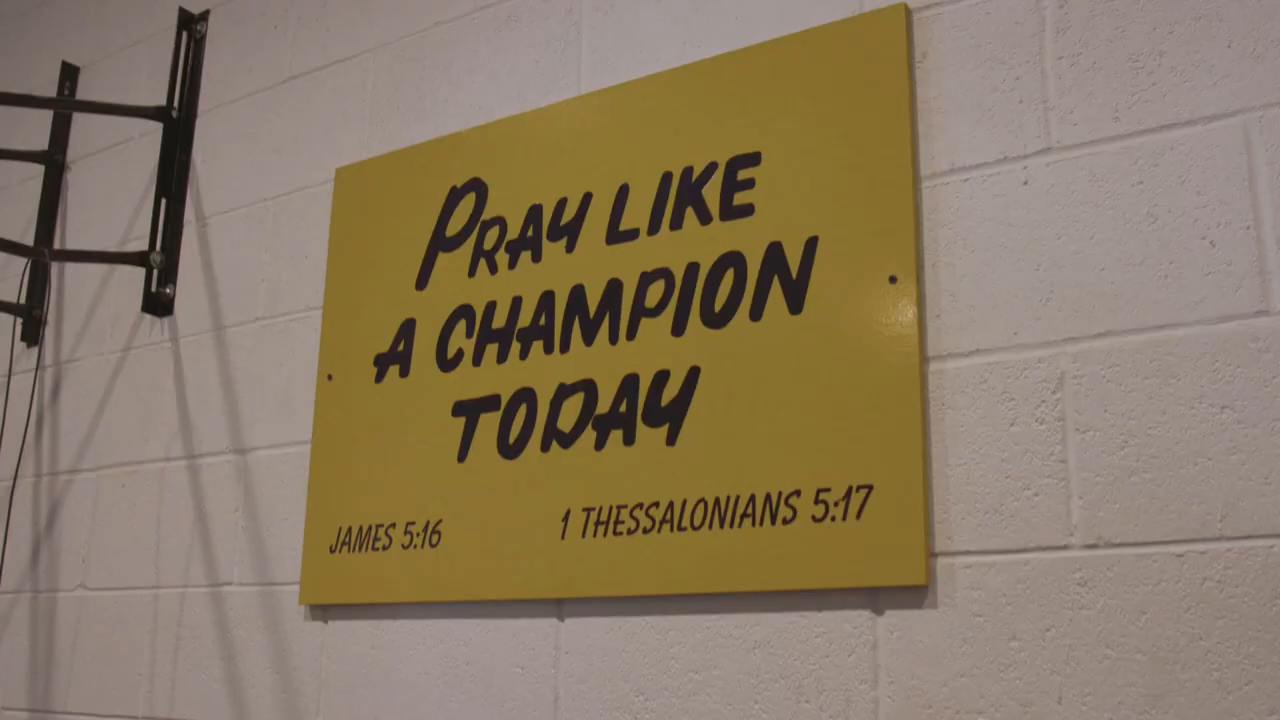 PRAY LIKE
A CHAMPION
TODAY
JAMES 5:16
1 THESSALONIANS 5:17